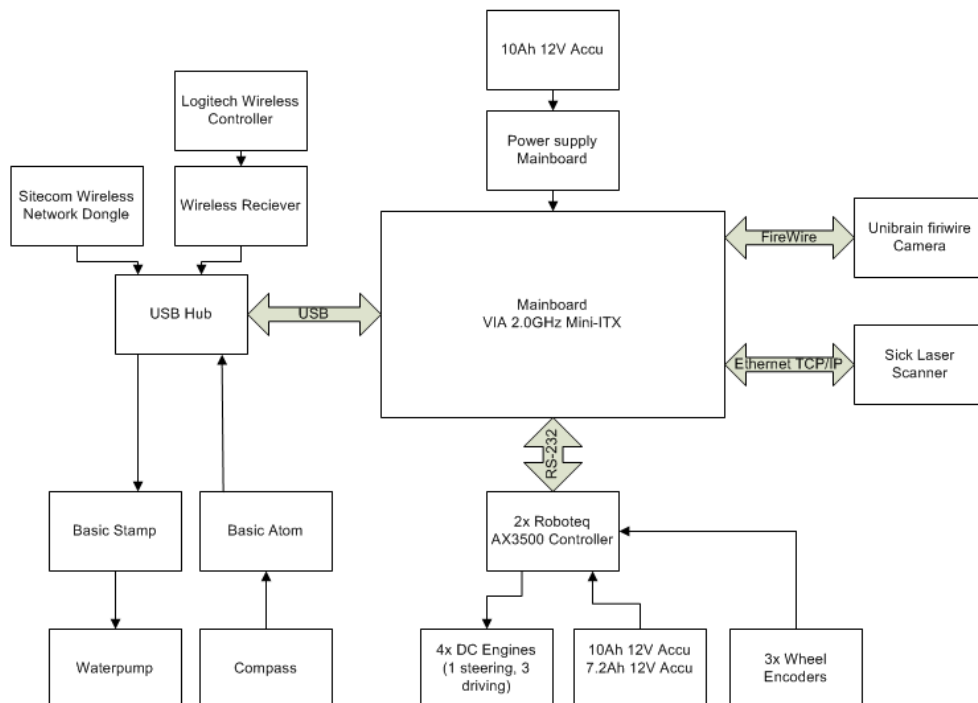 10Ah 12V Accu
Logitech Wireless
Controller
Power supply
Mainboard
Sitecom Wireless
Network Dongle
Wireless Reciever
FireWire
Unibrain firiwire
Camera
USB Hub
USB
Mainboard
VIA 2.0GHz Mini-ITX
Ethernet TCP/IP
Sick Laser
Scanner
RS-232
Basic Stamp
Basic Atom
2x Roboteq
AX3500 Controller
Waterpump
Compass
4x DC Engines
(1 steering, 3
driving)
10Ah 12V Accu
7.2Ah 12V Accu
3x Wheel
Encoders